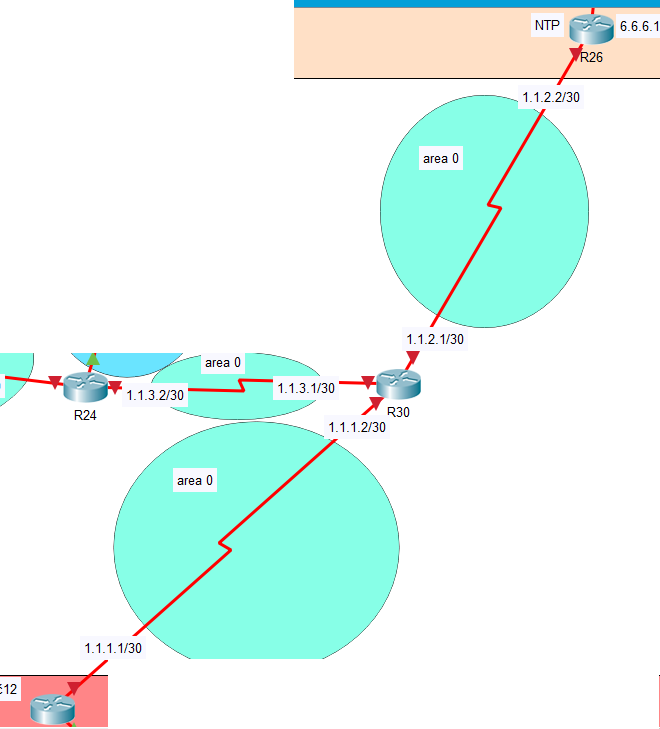 NTP
6.6.6.1
R26
1.1.2.2/30
area 0
1.1.2.1/30
area 0
1.1.3.2/30
1.1.3.1/30
R24
R30
1.1.1.2/30
area 0
1.1.1.1/30
12